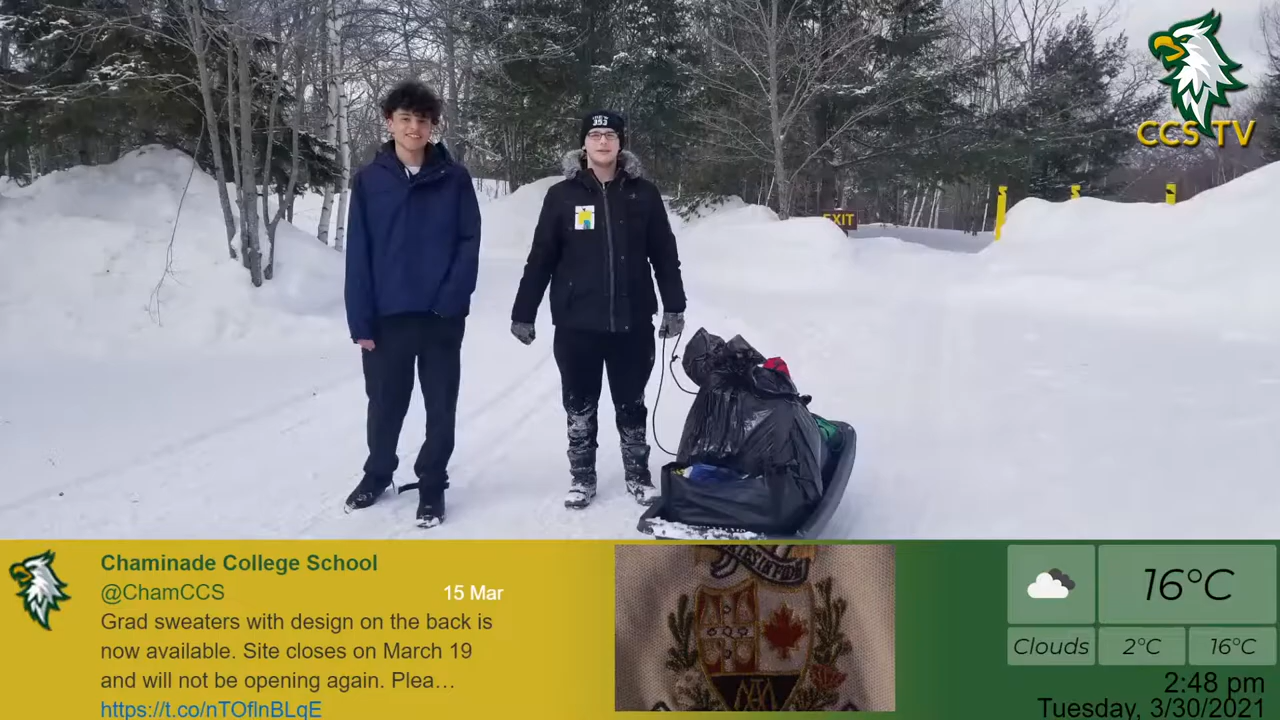 CCS TV
353
EXIT
Chaminade College School
@ChamCCS
15 Mar
Grad sweaters with design on the back is
now available. Site closes on March 19
and will not be opening again. Plea…
https://t.co/nTOflnBLqE
16°C
Clouds
2°C
16°C
2:48 pm
Tuesday, 3/30/2021